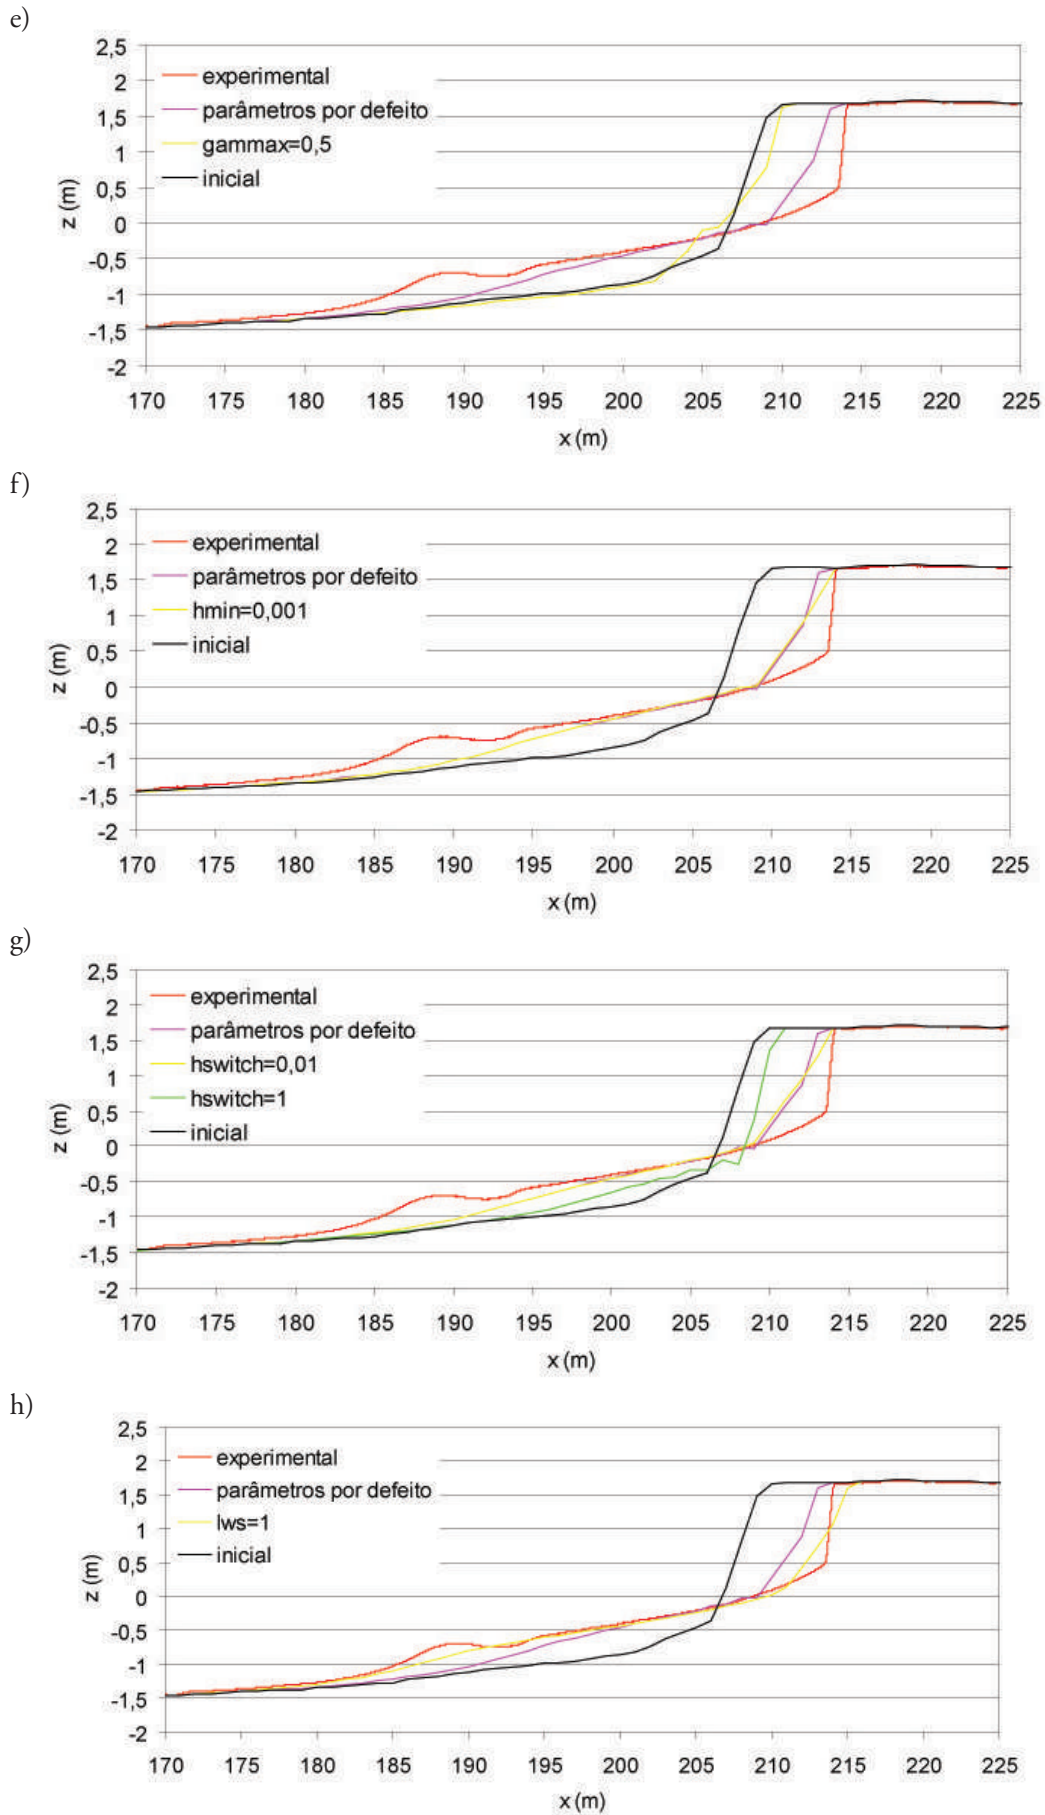 e)
2,5
2
1,5
1
0,5
0
-0,5
-1
-1,5
-2
z (m)
experimental
parâmetros por defeito
gammax=0,5
inicial
170 175 180 185 190 195 200 205 210 215 220 225
x (m)
f)
2,5
2
1,5
1
0,5
0
-0,5
-1
-1,5
-2
z (m)
experimental
parâmetros por defeito
hmin=0,001
inicial
170 175 180 185 190 195 200 205 210 215 220 225
x (m)
g)
2,5
2
1,5
1
0,5
0
-0,5
-1
-1,5
-2
z (m)
experimental
parâmetros por defeito
hswitch=0,01
hswitch=1
inicial
170 175 180 185 190 195 200 205 210 215 220 225
x (m)
h)
2,5
2
1,5
1
0,5
0
-0,5
-1
-1,5
-2
z (m)
experimental
parâmetros por defeito
lws=1
inicial
170 175 180 185 190 195 200 205 210 215 220 225
x (m)